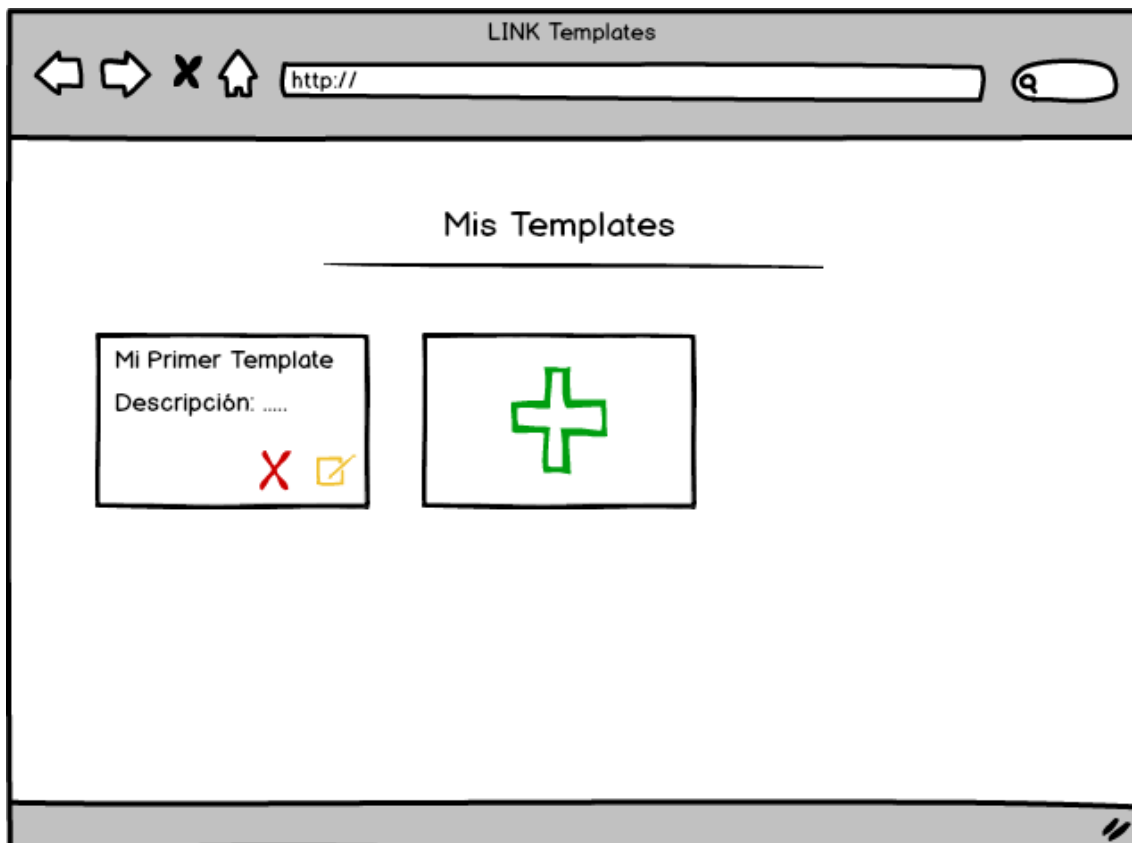 LINK Templates
http://
Mis Templates
Mi Primer Template
Descripción: .....